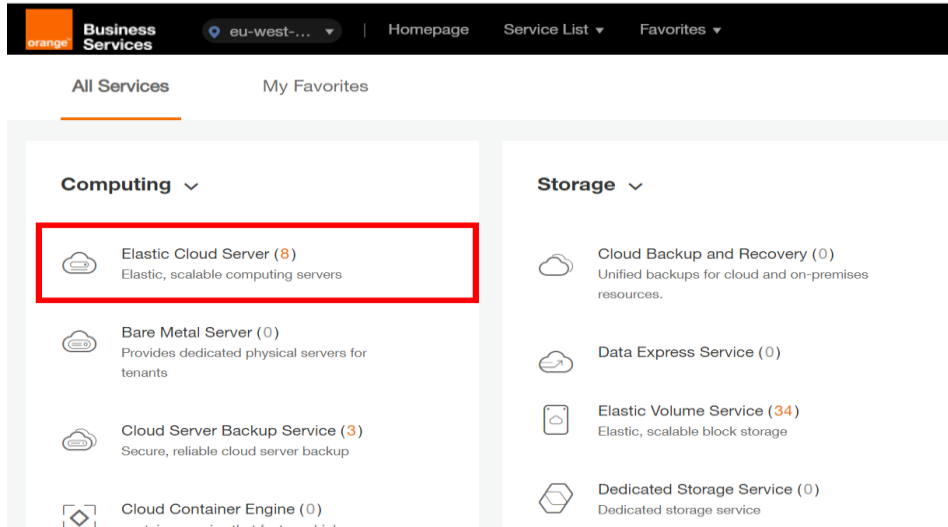 orange™
Business
Services
eu-west-...
Homepage
Service List
Favorites
All Services
My Favorites
Computing
Elastic Cloud Server (8)
Elastic, scalable computing servers
Bare Metal Server (0)
Provides dedicated physical servers for
tenants
Cloud Server Backup Service (3)
Secure, reliable cloud server backup
Cloud Container Engine (0)
Storage
Cloud Backup and Recovery (0)
Unified backups for cloud and on-premises
resources.
Data Express Service (0)
Elastic Volume Service (34)
Elastic, scalable block storage
Dedicated Storage Service (0)
Dedicated storage service